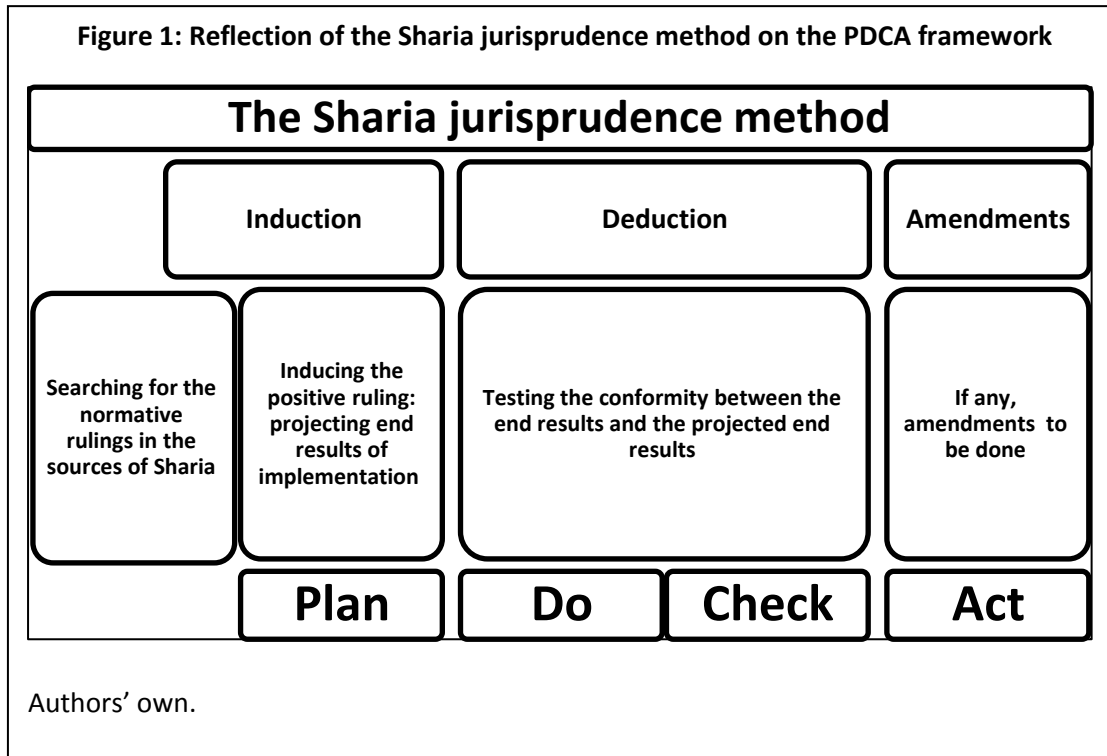 Figure 1: Reflection of the Sharia jurisprudence method on the PDCA framework
The Sharia jurisprudence method
Induction
Deduction
Amendments
Searching for the
normative
rulings in the
sources of Sharia
Inducing the
positive ruling:
projecting end
results of
implementation
Testing the conformity between the
end results and the projected end
results
If any,
amendments to
be done
Plan
Do
Check
Act
Authors’ own.